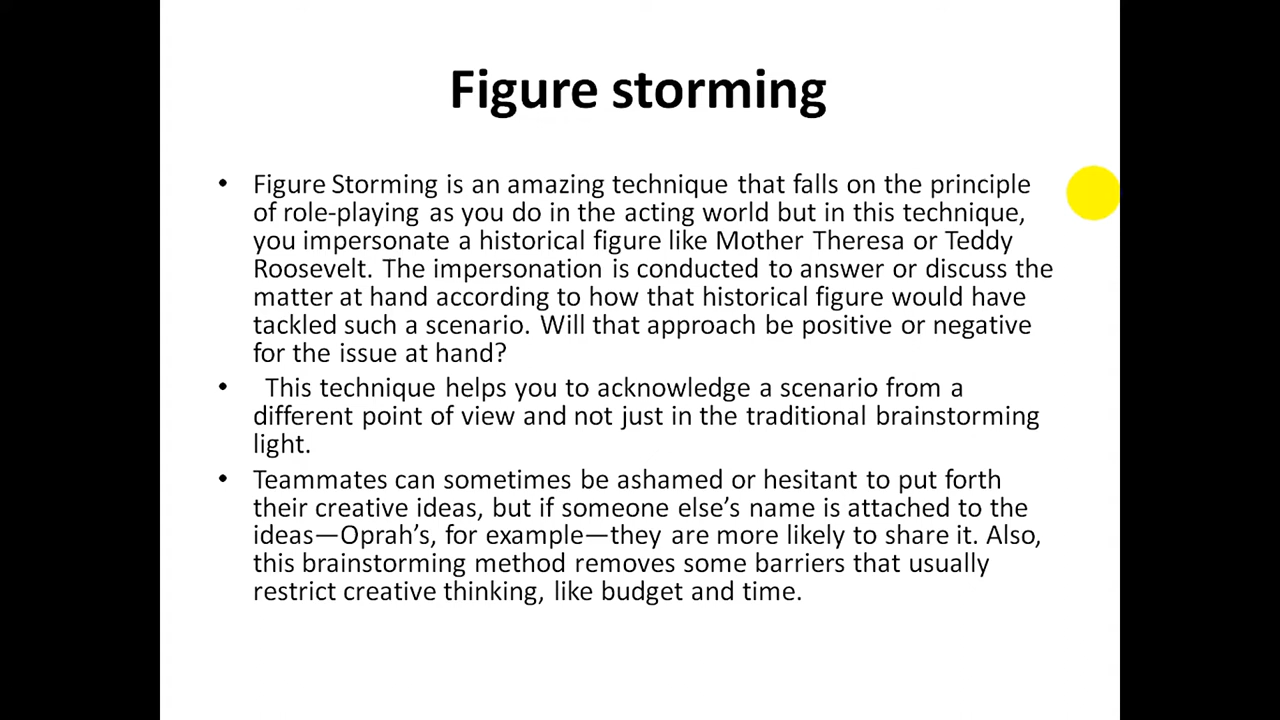 Figure storming
• Figure Storming is an amazing technique that falls on the principle
of role-playing as you do in the acting world but in this technique,
you impersonate a historical figure like Mother Theresa or Teddy
Roosevelt. The impersonation is conducted to answer or discuss the
matter at hand according to how that historical figure would have
tackled such a scenario. Will that approach be positive or negative
for the issue at hand?
• This technique helps you to acknowledge a scenario from a
different point of view and not just in the traditional brainstorming
light.
• Teammates can sometimes be ashamed or hesitant to put forth
their creative ideas, but if someone else’s name is attached to the
ideas—Oprah’s, for example—they are more likely to share it. Also,
this brainstorming method removes some barriers that usually
restrict creative thinking, like budget and time.